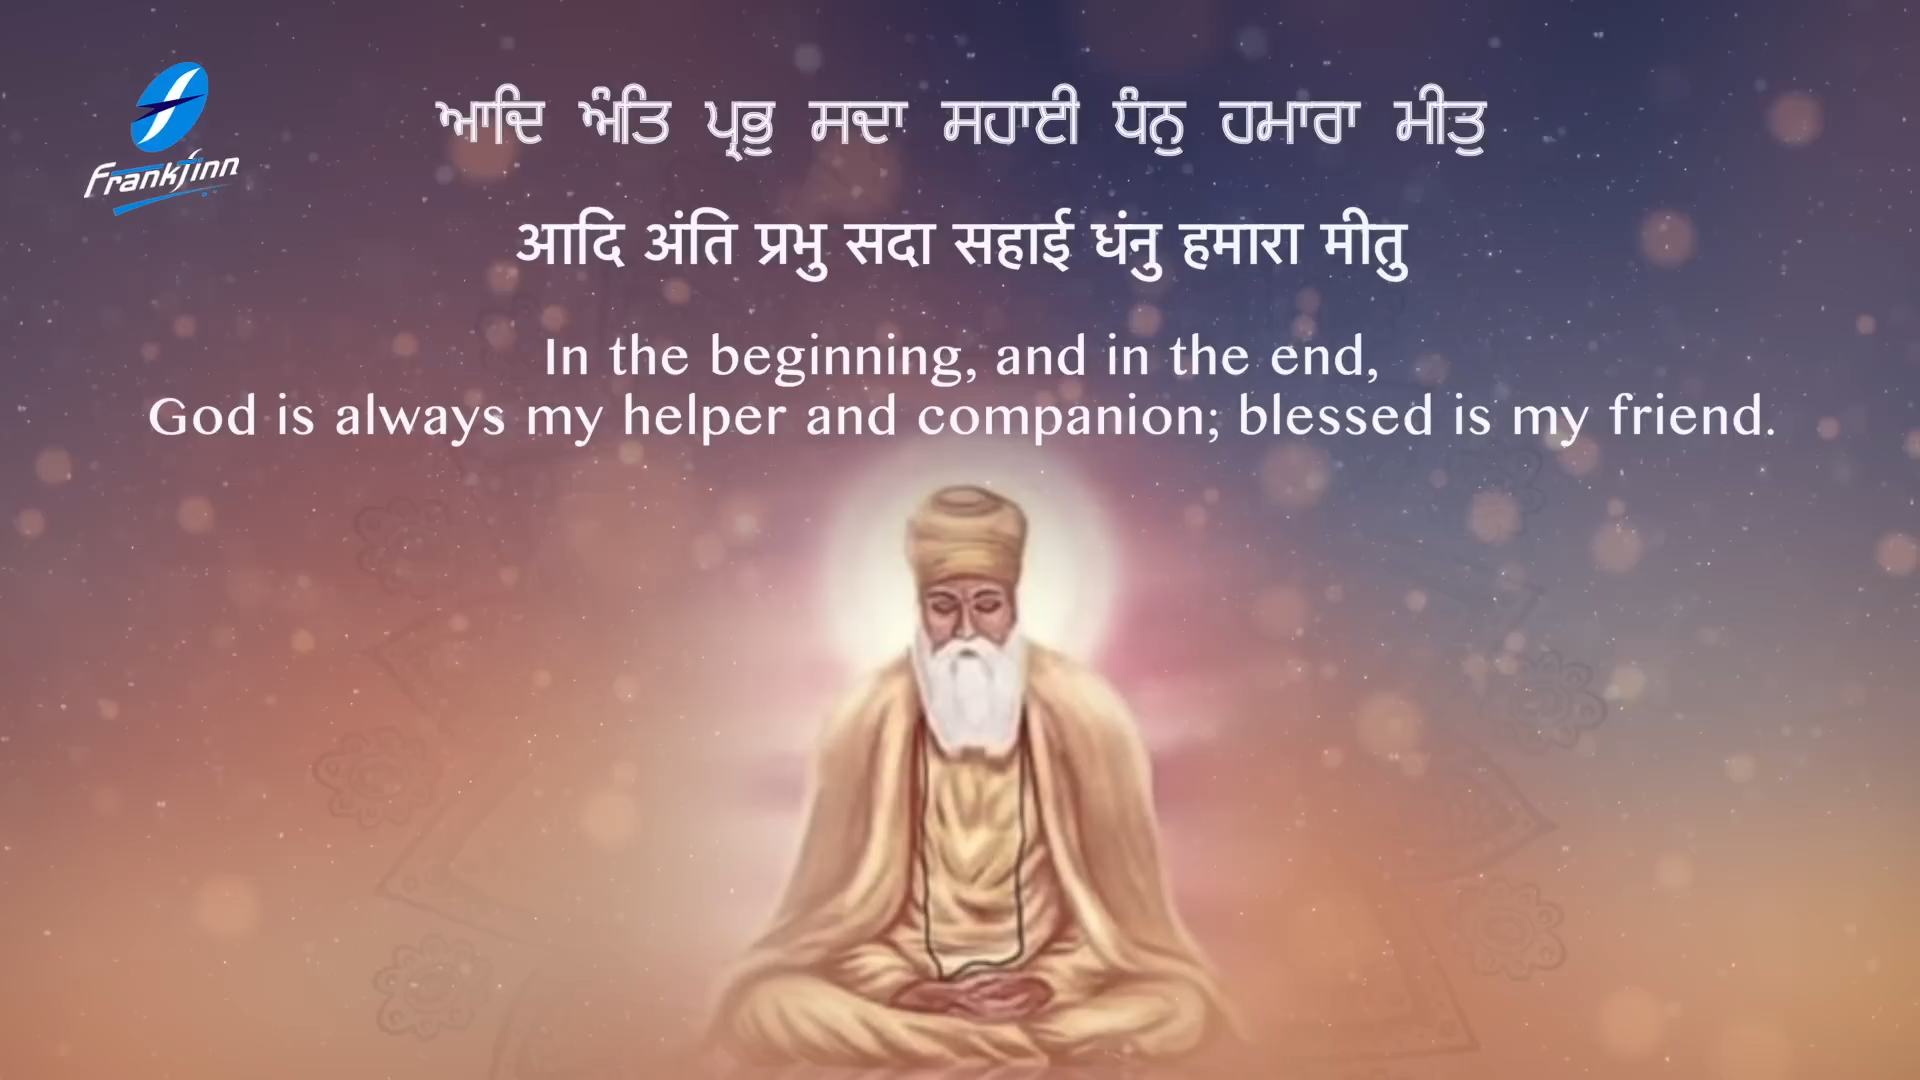 Frankfinn
ਆਦਿ ਅੰਤਿ ਪ੍ਰਭੁ ਸਦਾ ਸਹਾਈ ਧੰਨੁ ਹਮਾਰਾ ਮੀਤੁ
आदि अंति प्रभु सदा सहाई धंनु हमारा मीतु
In the beginning, and in the end,
God is always my helper and companion; blessed is my friend.